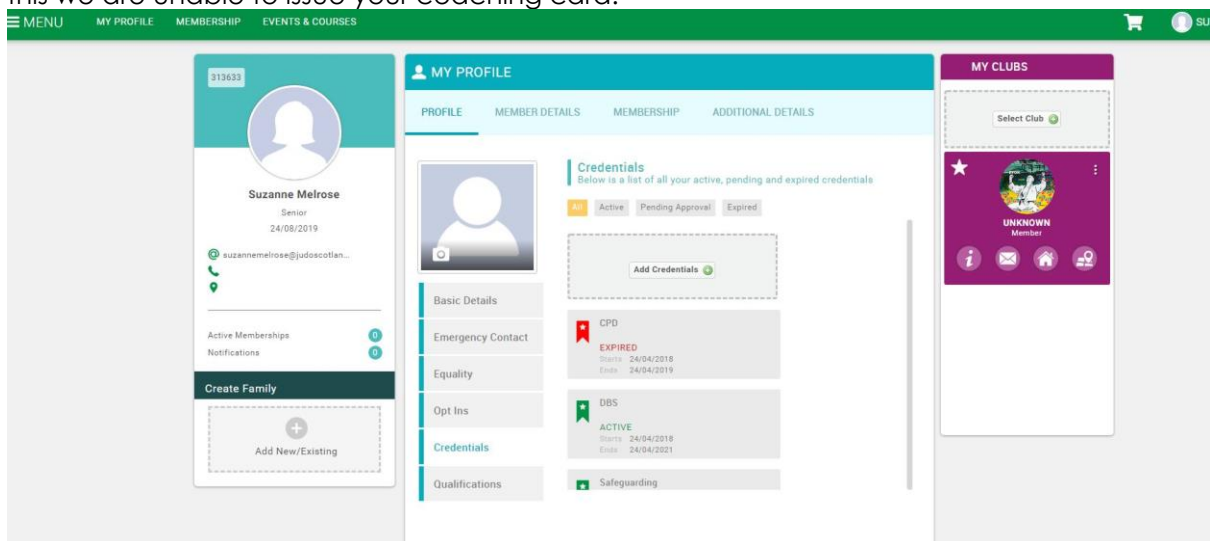 this we are unable to issue your coaching card.
MENU MY PROFILE MEMBERSHIP EVENTS & COURSES SU
313633
Suzanne Melrose
Senior
24/08/2019
suzannemelrose@judoscotlan...
Active Memberships 0
Notifications 0
Create Family
Add New/Existing
MY PROFILE
PROFILE MEMBER DETAILS MEMBERSHIP ADDITIONAL DETAILS
Basic Details
Emergency Contact
Equality
Opt Ins
Credentials
Qualifications
Credentials
Below is a list of all your active, pending and expired credentials
All Active Pending Approval Expired
Add Credentials
CPD
EXPIRED
Starts 24/04/2018
Ends 24/04/2019
DBS
ACTIVE
Starts 24/04/2018
Ends 24/04/2021
Safeguarding
MY CLUBS
Select Club
UNKNOWN
Member